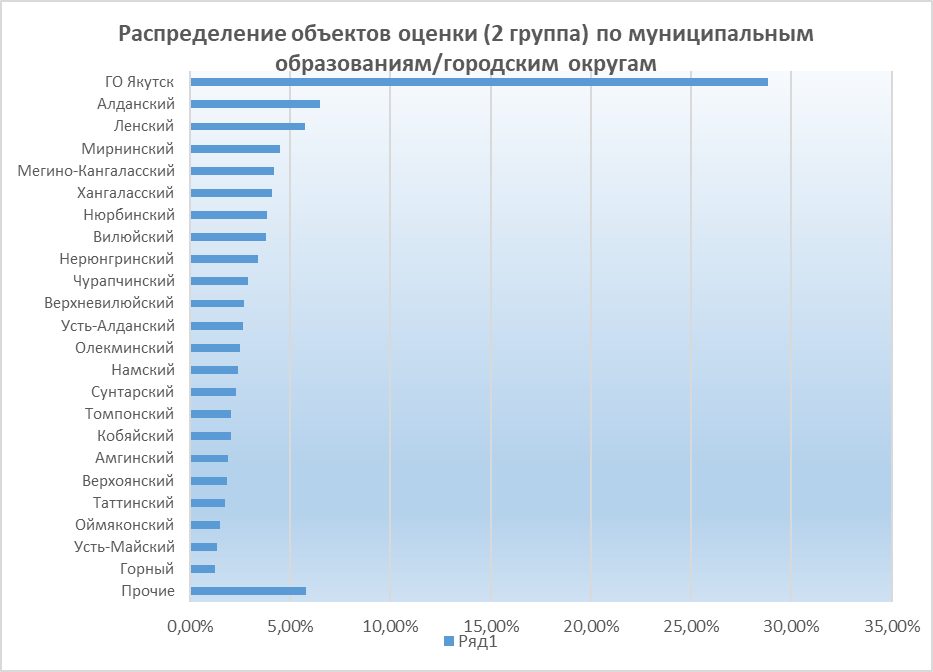 Распределение объектов оценки (2 группа) по муниципальным
образованиям/городским округам
ГО Якутск
Алданский
Ленский
Мирнинский
Мегино-Кангаласский
Хангаласский
Нюрбинский
Вилюйский
Нерюнгринский
Чурапчинский
Верхневилюйский
Усть-Алданский
Олекминский
Намский
Сунтарский
Томпонский
Кобяйский
Амгинский
Верхоянский
Таттинский
Оймяконский
Усть-Майский
Горный
Прочие
0,00% 5,00% 10,00% 15,00% 20,00% 25,00% 30,00% 35,00%
Ряд1